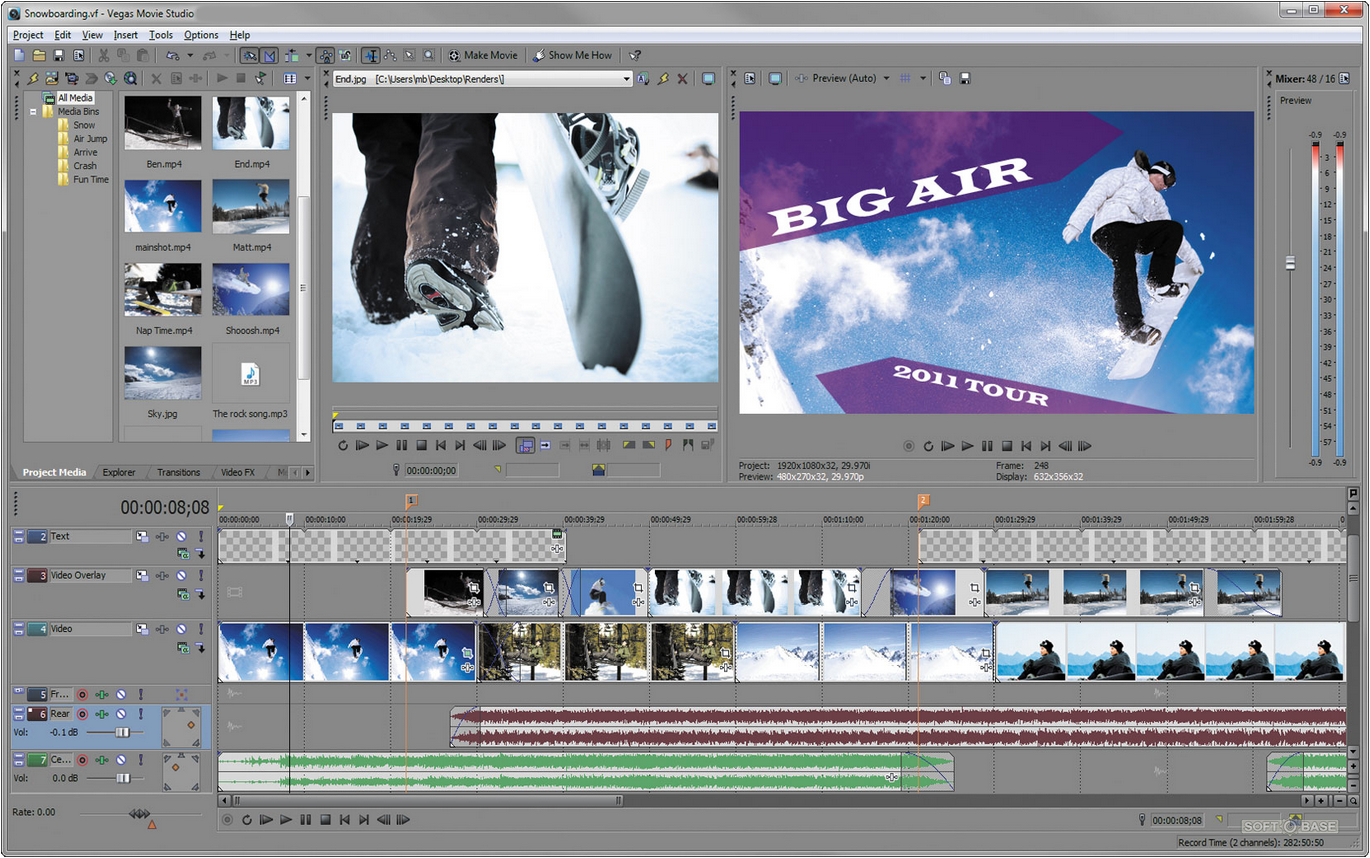 Snowboarding.vf - Vegas Movie Studio
Project Edit View Insert Tools Options Help
Make Movie Show Me How
All Media
Media Bins
Snow
Air Jump
Arrive
Crash
Fun Time
Ben.mp4 End.mp4
mainshot.mp4 Matt.mp4
Nap Time.mp4 Shooosh.mp4
MP3
Sky.jpg The rock song.mp3
Project Media Explorer Transitions Video FX
End.jpg [C:\Users\mb\Desktop\Renders\]
00:00:00;00
Preview (Auto)
BIG AIR
2011 TOUR
Project: 1920x1080x32, 29.970i
Preview: 480x270x32, 29.970p
Frame: 248
Display: 632x356x32
Mixer: 48 / 16
Preview
-0.9 -0.9
3
6
9
12
15
18
21
24
27
30
33
36
39
42
45
48
51
54
57
-0.9 -0.9
00:00:08;08
1 2
00:00:00;00 00:00:10;00 00:00:19;29 00:00:29;29 00:00:39;29 00:00:49;29 00:00:59;28 00:01:10;00 00:01:20;00 00:01:29;29 00:01:39;29 00:01:49;29 00:01:59;28
2 Text
3 Video Overlay
4 Video
5 Fr...
6 Rear
Vol: -0.1 dB
7 Ce...
Vol: 0.0 dB
Rate: 0.00
00:00:08;08
SOFT BASE
Record Time (2 channels): 282:50:50